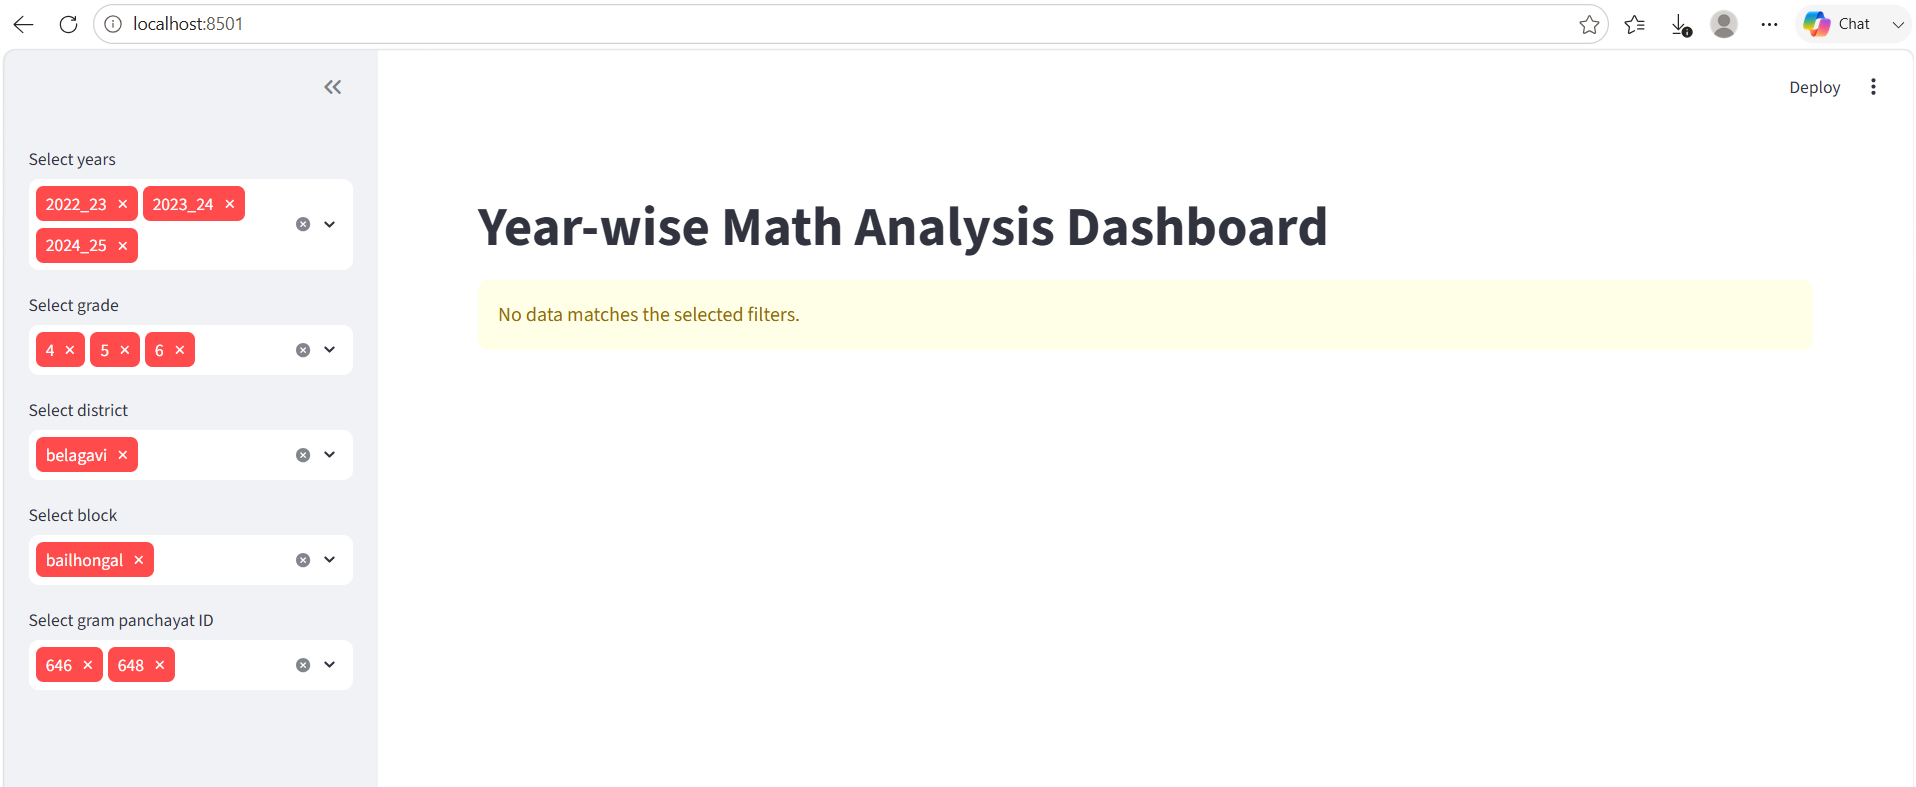 localhost:8501
Chat
Deploy
Select years
2022_23 × 2023_24 ×
2024_25 ×
Select grade
4 × 5 × 6 ×
Select district
belagavi ×
Select block
bailhongal ×
Select gram panchayat ID
646 × 648 ×
Year-wise Math Analysis Dashboard
No data matches the selected filters.